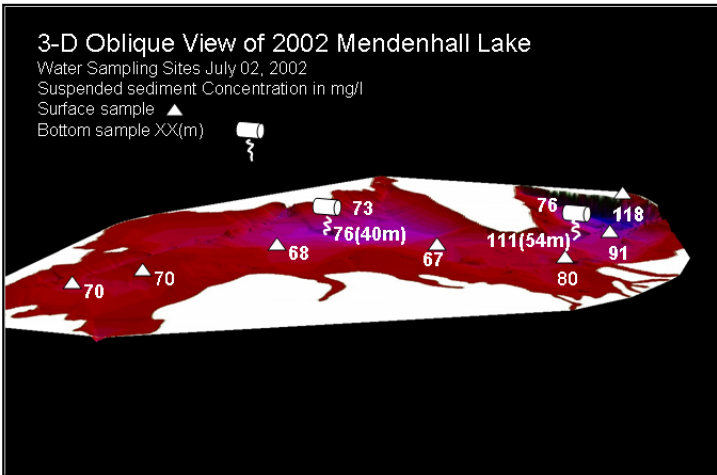 3-D Oblique View of 2002 Mendenhall Lake
Water Sampling Sites July 02, 2002
Suspended sediment Concentration in mg/l
Surface sample
Bottom sample XX(m)
73
76
118
76(40m)
111(54m)
91
68
67
80
70
70